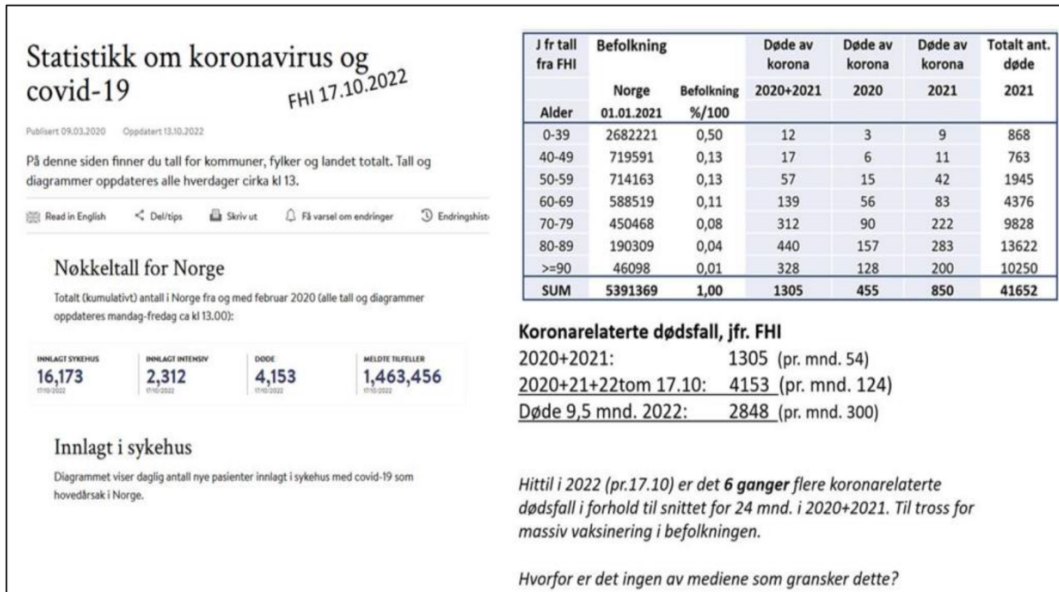 Statistikk om koronavirus og
covid-19
FHI 17.10.2022
Publisert 09.03.2020 Oppdatert 13.10.2022
På denne siden finner du tall for kommuner, fylker og landet totalt. Tall og
diagrammer oppdateres alle hverdager cirka kl 13.
Read in English Del/tips Skriv ut Få varsel om endringer Endringshist
Nøkkeltall for Norge
Totalt (kumulativt) antall i Norge fra og med februar 2020 (alle tall og diagrammer
oppdateres mandag-fredag ca kl 13.00):
INNLAGT SYKEHUS INNLAGT INTENSIV DØDE MELDTE TILFELLER
16,173 2,312 4,153 1,463,456
17/10/2022 17/10/2022 17/10/2022 17/10/2022
Innlagt i sykehus
Diagrammet viser daglig antall nye pasienter innlagt i sykehus med covid-19 som
hovedårsak i Norge.
J fr tall Befolkning Døde av Døde av Døde av Totalt ant.
fra FHI korona korona korona døde
Norge Befolkning 2020+2021 2020 2021 2021
Alder 01.01.2021 %/100
0-39 2682221 0,50 12 3 9 868
40-49 719591 0,13 17 6 11 763
50-59 714163 0,13 57 15 42 1945
60-69 588519 0,11 139 56 83 4376
70-79 450468 0,08 312 90 222 9828
80-89 190309 0,04 440 157 283 13622
>=90 46098 0,01 328 128 200 10250
SUM 5391369 1,00 1305 455 850 41652
Koronarelaterte dødsfall, jfr. FHI
2020+2021: 1305 (pr. mnd. 54)
2020+21+22tom 17.10: 4153 (pr. mnd. 124)
Døde 9,5 mnd. 2022: 2848 (pr. mnd. 300)
Hittil i 2022 (pr.17.10) er det 6 ganger flere koronarelaterte
dødsfall i forhold til snittet for 24 mnd. i 2020+2021. Til tross for
massiv vaksinering i befolkningen.
Hvorfor er det ingen av mediene som gransker dette?